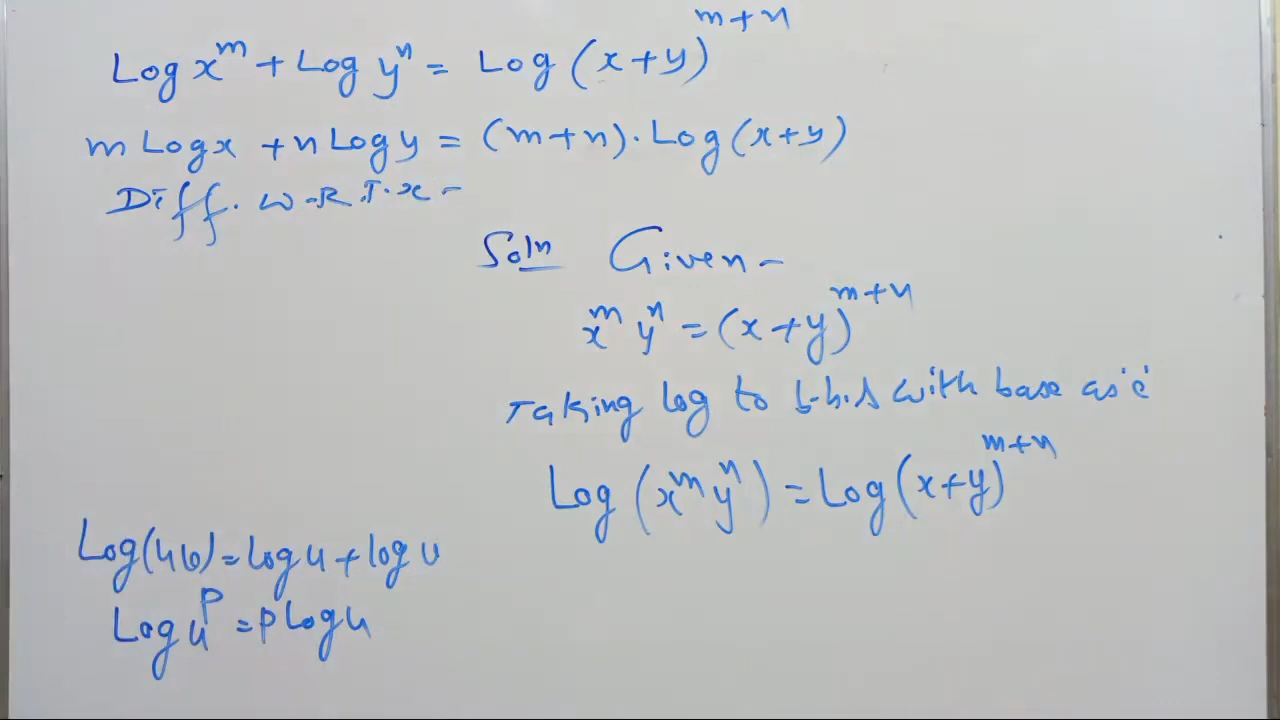 Log x^m + Log y^n = Log (x+y)^{m+n}
m Log x + n Log y = (m+n) . Log (x+y)
Diff. W.R.T. x -
Soln Given -
x^m y^n = (x+y)^{m+n}
Taking log to b.h.s with base as 'e'
Log (x^m y^n) = Log (x+y)^{m+n}
Log(uv) = log u + log v
Log u^p = p Log u